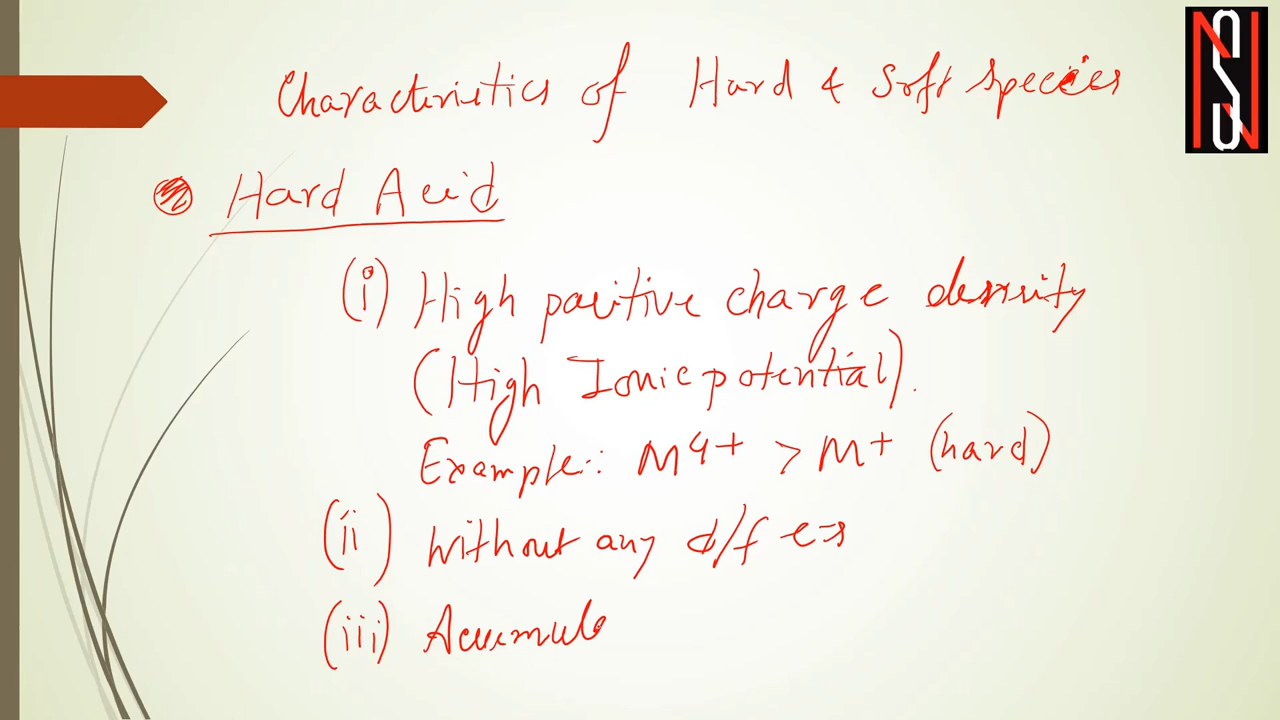 Characteristics of Hard & Soft Species
Hard Acid
(i) High positive charge density
(High Ionic potential).
Example:: M4+ > M+ (hard)
(ii) without any d/f e-s
(iii) Accumula